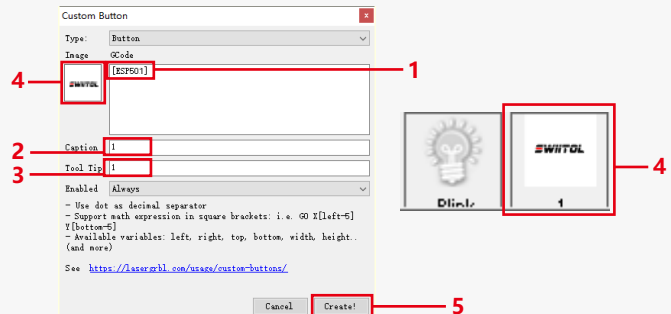 Custom Button
x
Type: Button
Image GCode
[ESP501]
1
4
SWIITOL
2
Caption 1
3
Tool Tip 1
Enabled Always
- Use dot as decimal separator
- Support math expression in square brackets: i.e. G0 X[left-5]
Y[bottom-5]
- Available variables: left, right, top, bottom, width, height..
(and more)
See https://lasergrbl.com/usage/custom-buttons/
Cancel Create!
5
SWIITOL
4
Blink
1